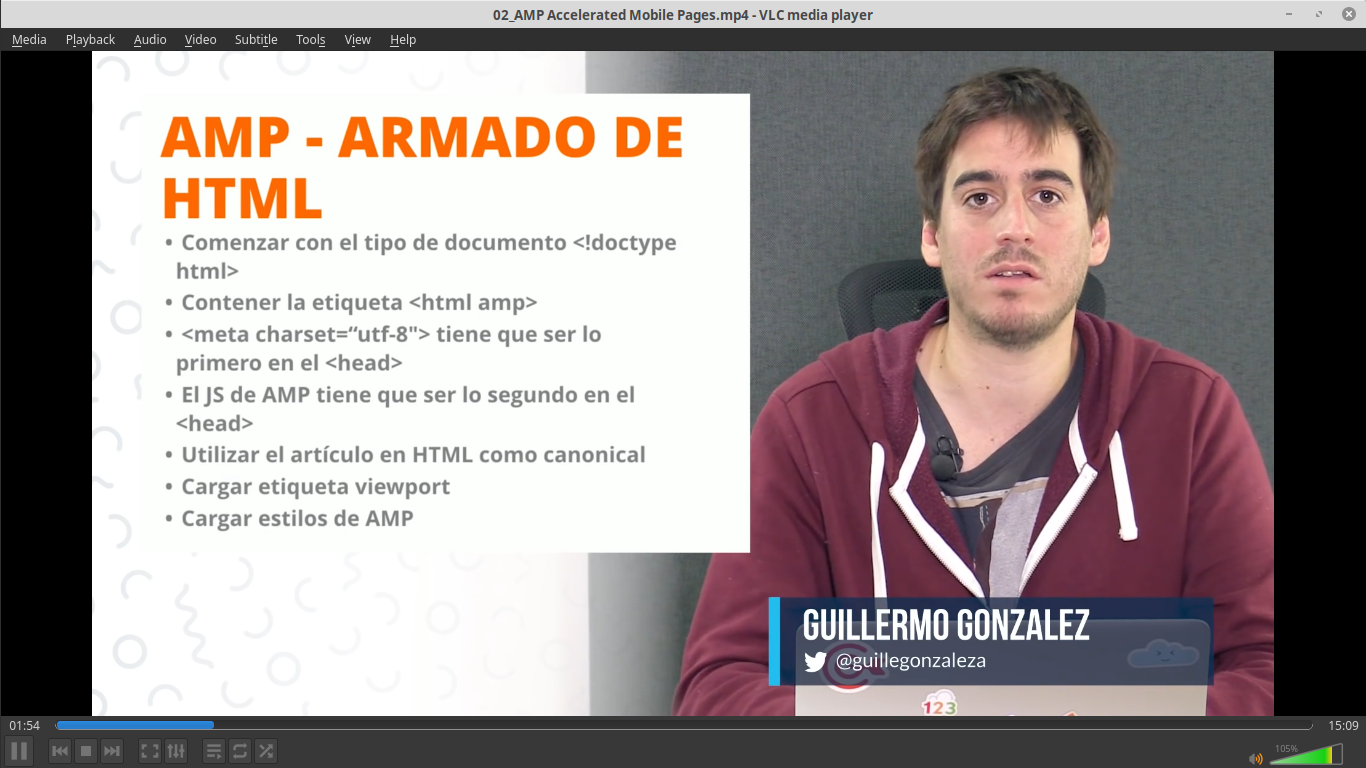 02_AMP Accelerated Mobile Pages.mp4 - VLC media player
Media Playback Audio Video Subtitle Tools View Help
AMP - ARMADO DE
HTML
• Comenzar con el tipo de documento <!doctype
html>
• Contener la etiqueta <html amp>
• <meta charset=“utf-8"> tiene que ser lo
primero en el <head>
• El JS de AMP tiene que ser lo segundo en el
<head>
• Utilizar el artículo en HTML como canonical
• Cargar etiqueta viewport
• Cargar estilos de AMP
GUILLERMO GONZALEZ
@guillegonzaleza
123
01:54
15:09
105%